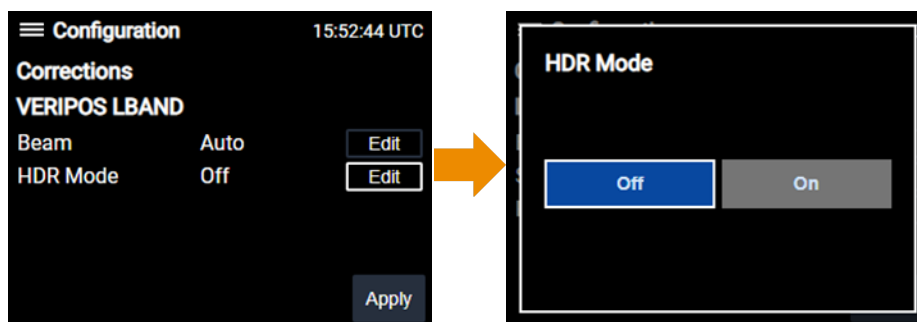 Configuration 15:52:44 UTC
Corrections
VERIPOS LBAND
Beam Auto Edit
HDR Mode Off Edit
Apply
HDR Mode
Off On